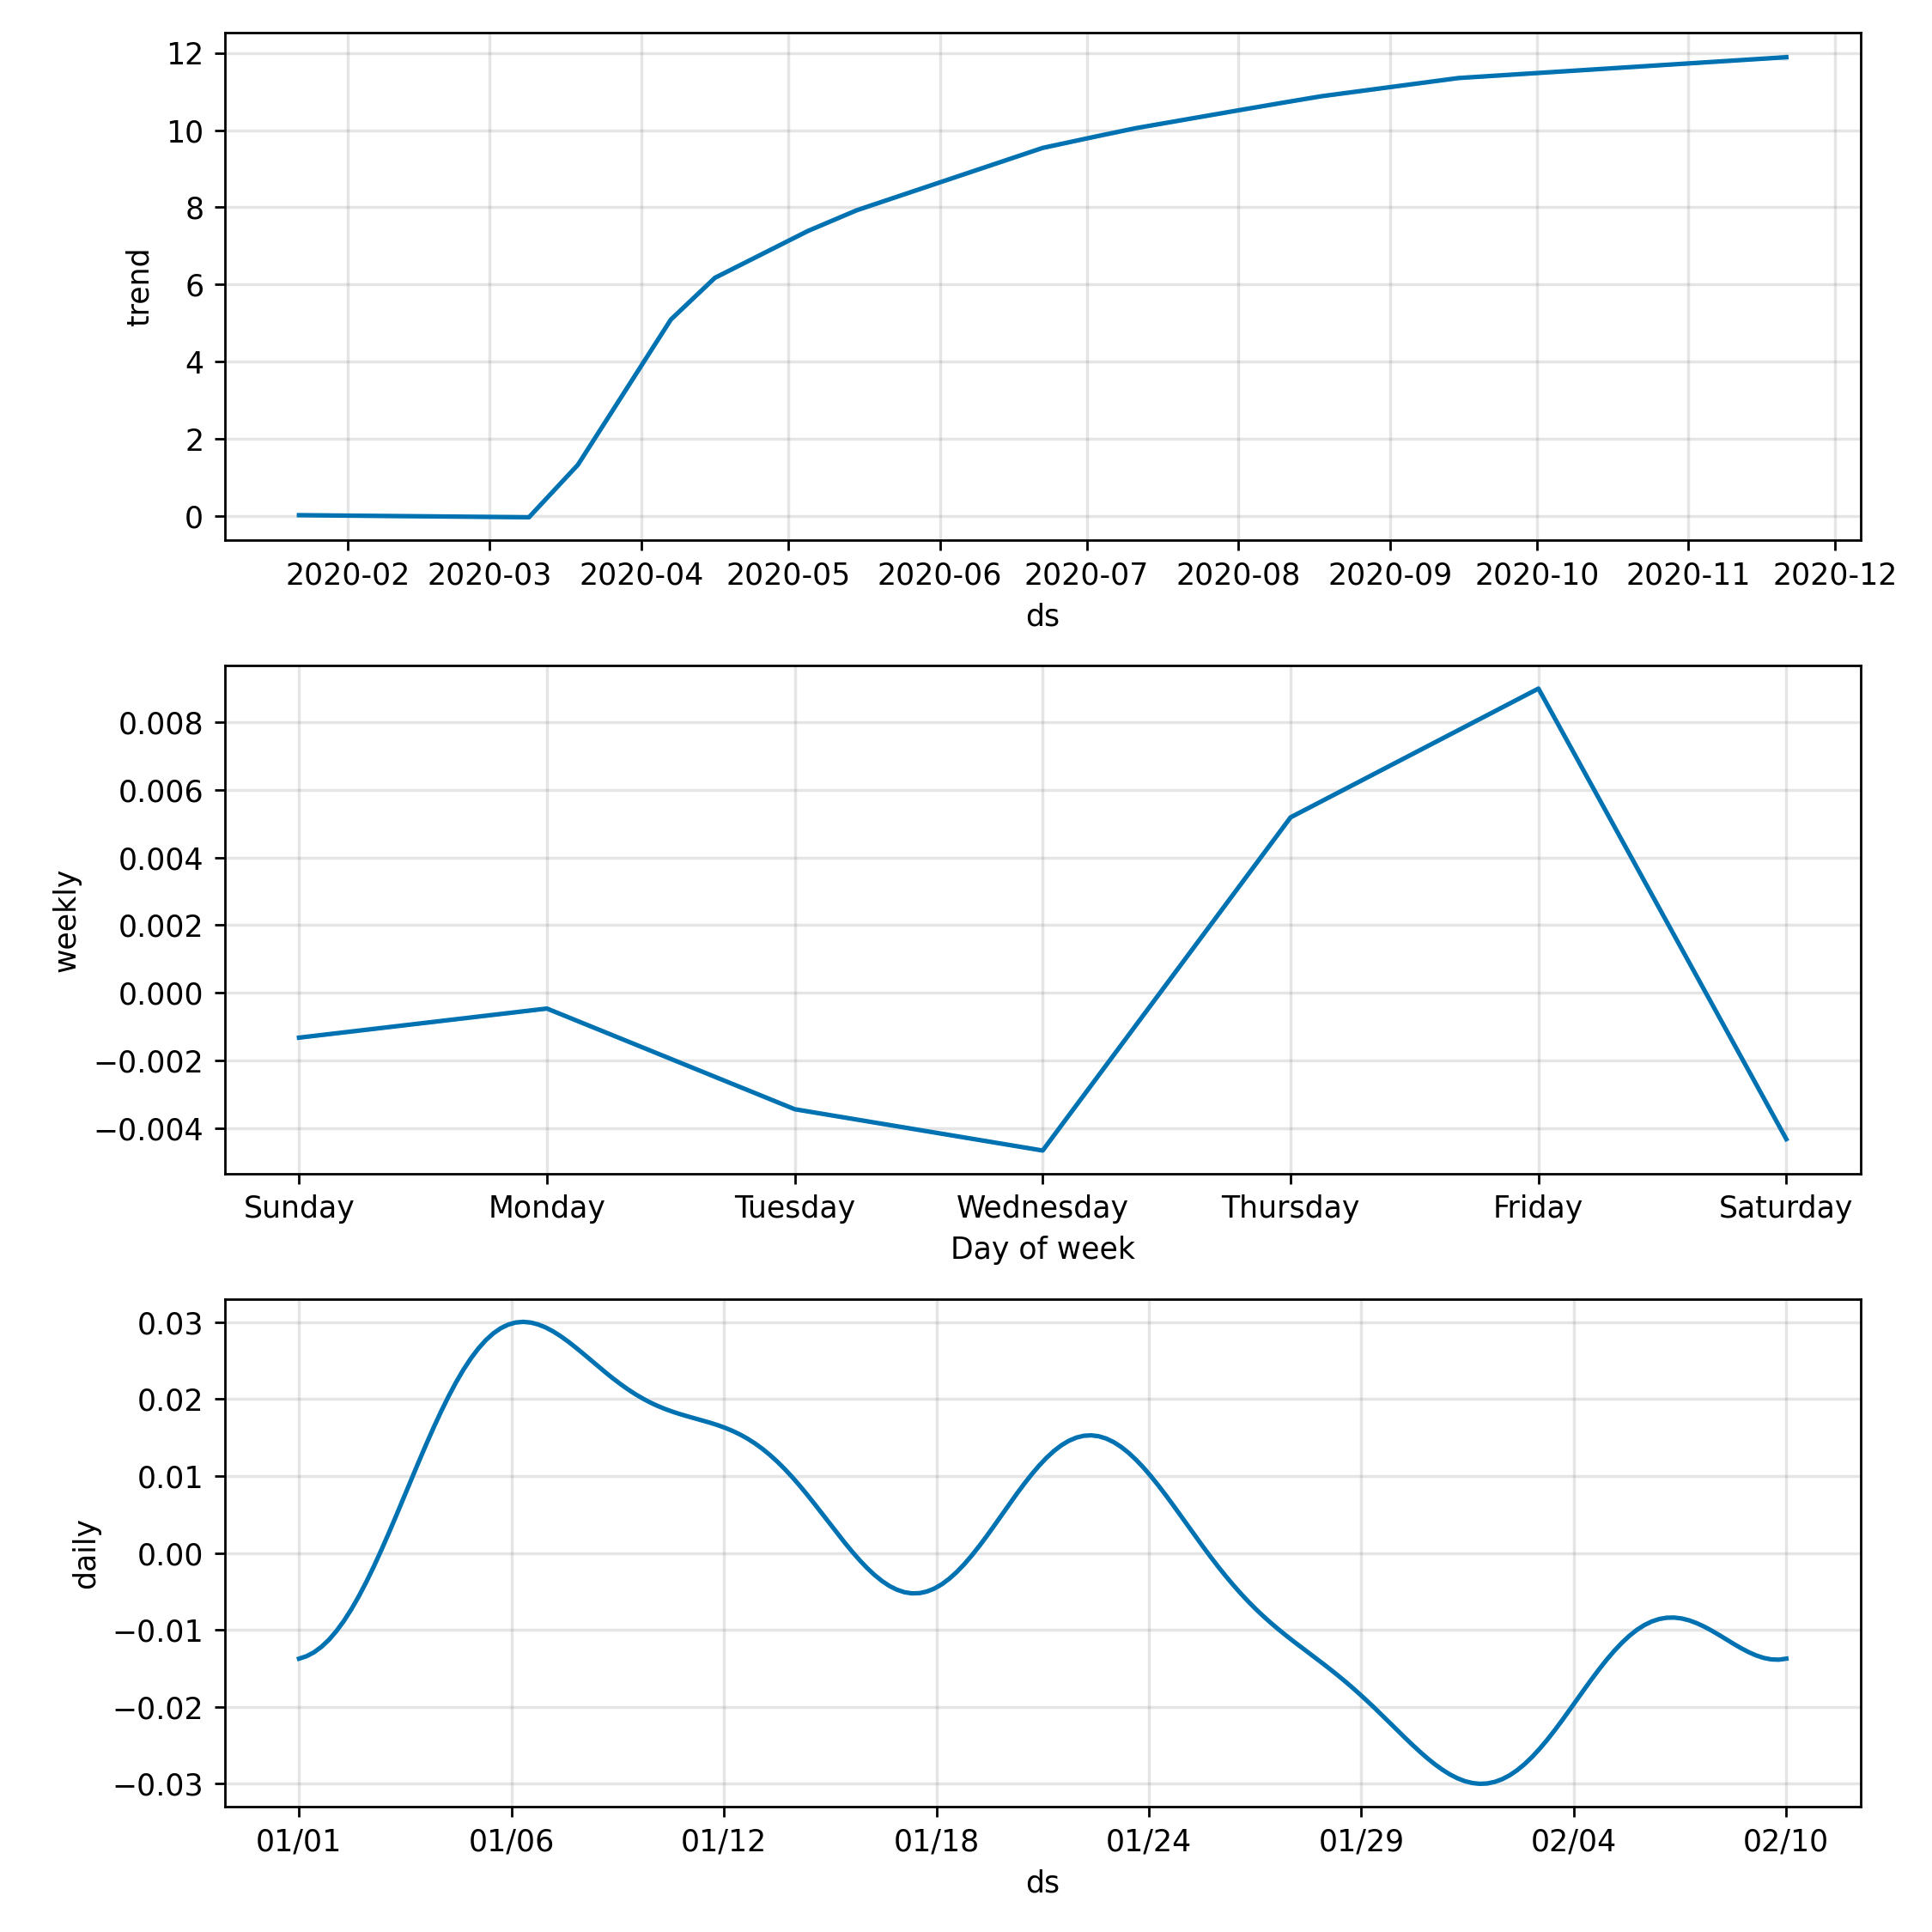 12
10
8
6
4
2
0
trend
2020-02 2020-03 2020-04 2020-05 2020-06 2020-07 2020-08 2020-09 2020-10 2020-11 2020-12
ds
0.008
0.006
0.004
0.002
0.000
−0.002
−0.004
weekly
Sunday Monday Tuesday Wednesday Thursday Friday Saturday
Day of week
0.03
0.02
0.01
0.00
−0.01
−0.02
−0.03
daily
01/01 01/06 01/12 01/18 01/24 01/29 02/04 02/10
ds